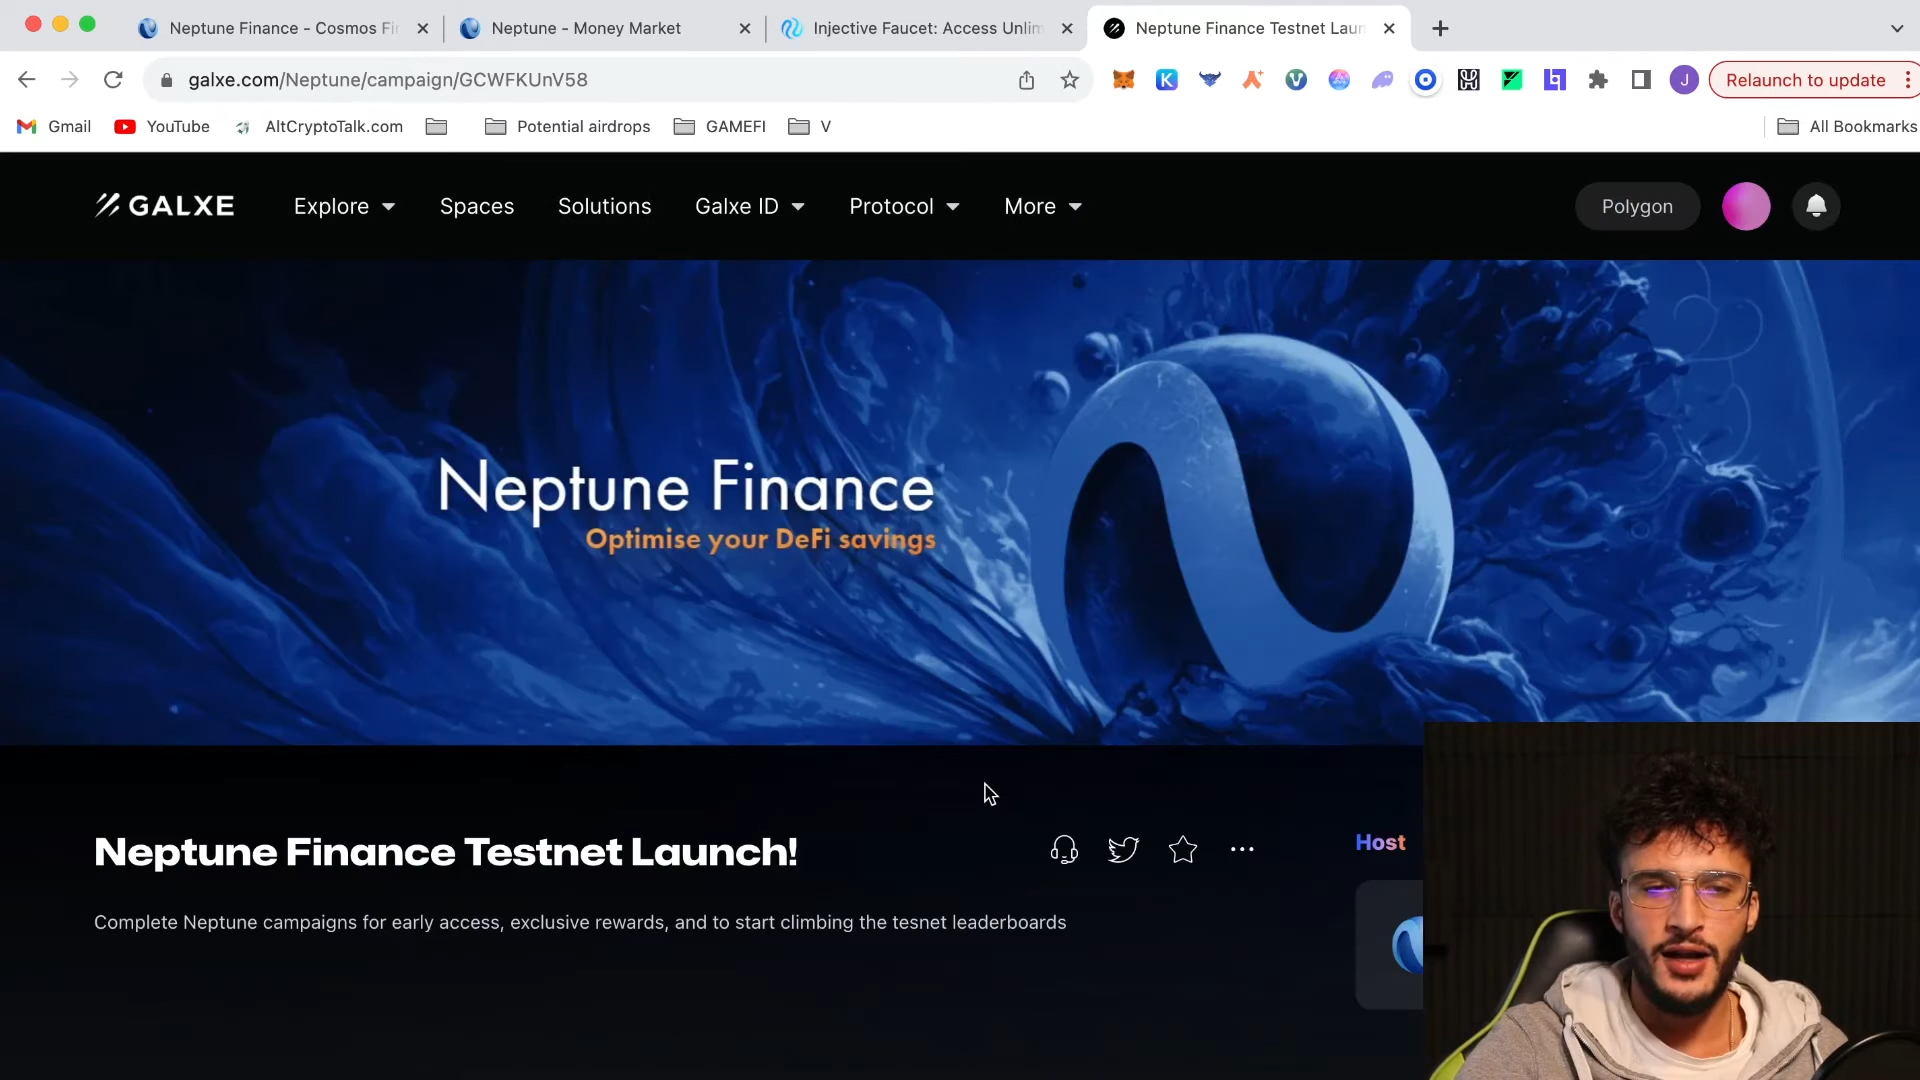 Neptune Finance - Cosmos Fi
Neptune - Money Market
Injective Faucet: Access Unlim
Neptune Finance Testnet Laun
galxe.com/Neptune/campaign/GCWFKUnV58
J
Relaunch to update
Gmail
YouTube
AltCryptoTalk.com
Potential airdrops
GAMEFI
V
All Bookmarks
GALXE
Explore
Spaces
Solutions
Galxe ID
Protocol
More
Polygon
Neptune Finance
Optimise your DeFi savings
Neptune Finance Testnet Launch!
Host
Complete Neptune campaigns for early access, exclusive rewards, and to start climbing the tesnet leaderboards